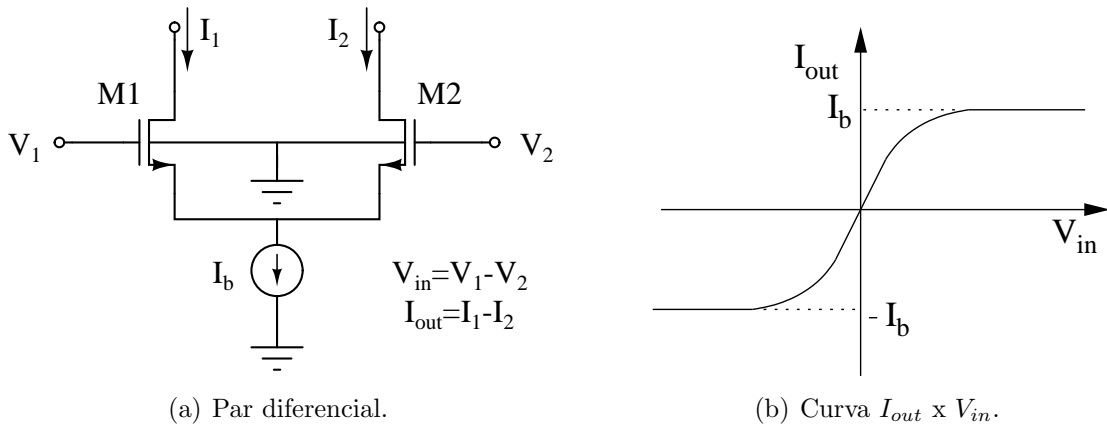 I1
I2
M1
M2
V1
V2
Ib
Vin=V1-V2
Iout=I1-I2
(a) Par diferencial.
Iout
Ib
Vin
- Ib
(b) Curva Iout x Vin.